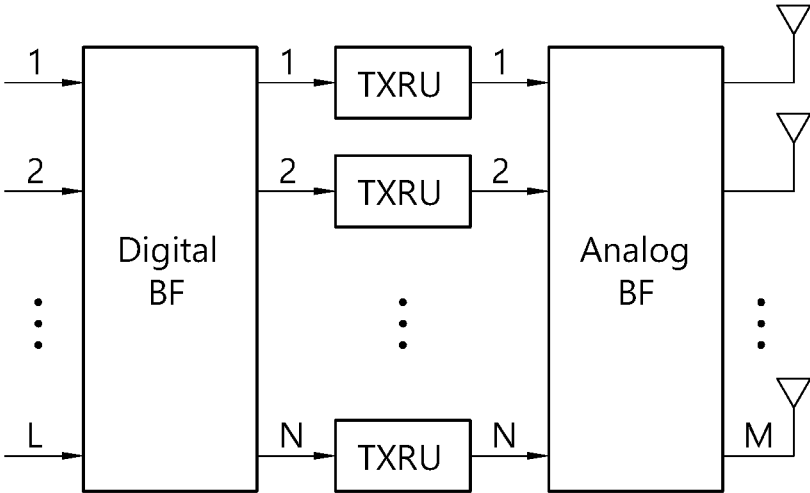 1 1 TXRU 1
2 2 TXRU 2
Digital
BF
Analog
BF
L N TXRU N M